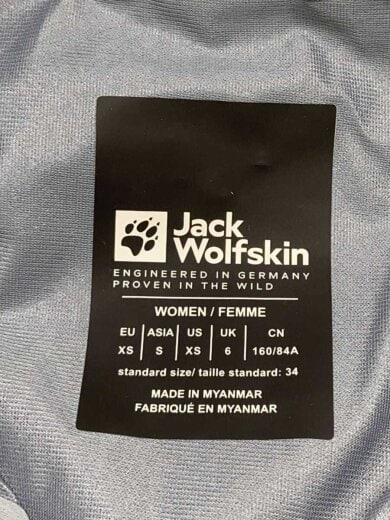 Jack
Wolfskin
ENGINEERED IN GERMANY
PROVEN IN THE WILD
WOMEN / FEMME
EU ASIA US UK CN
XS S XS 6 160/84A
standard size/ taille standard: 34
MADE IN MYANMAR
FABRIQUÉ EN MYANMAR